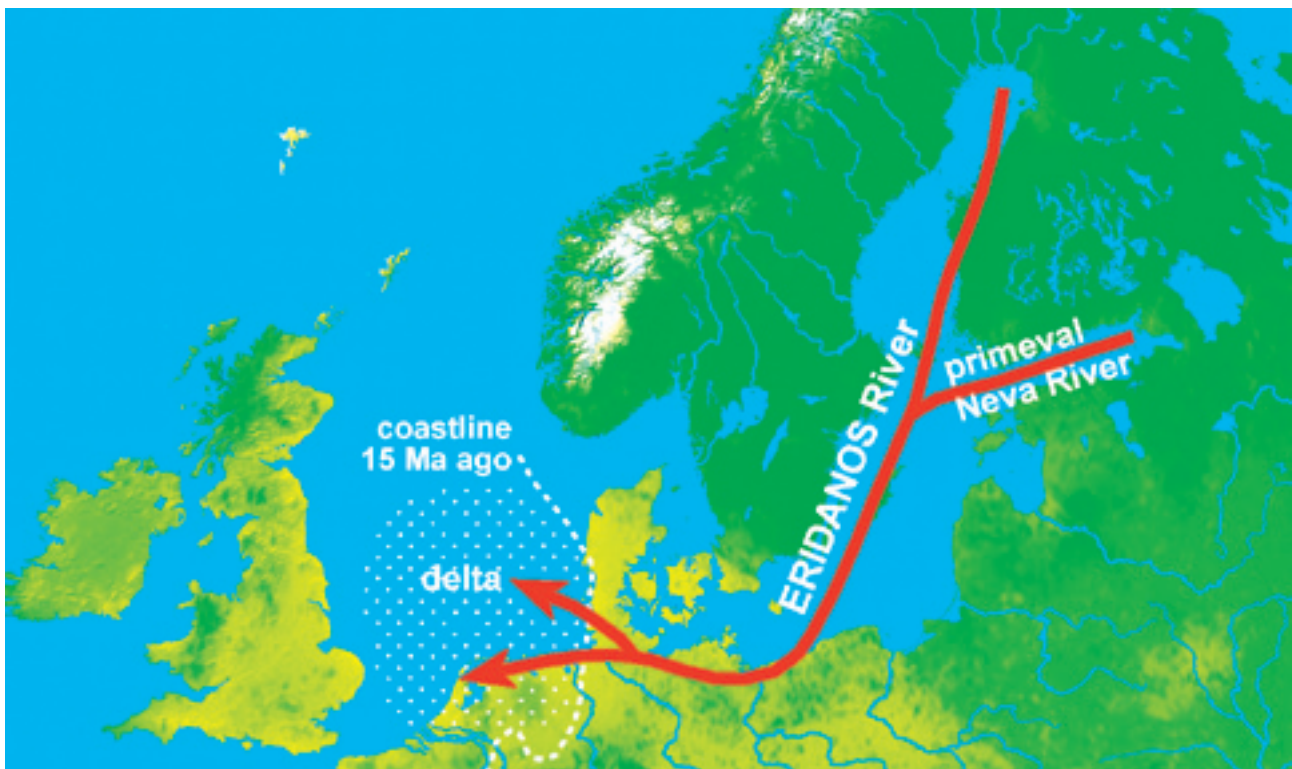 coastline
15 Ma ago
delta
ERIDANOS River
primeval
Neva River